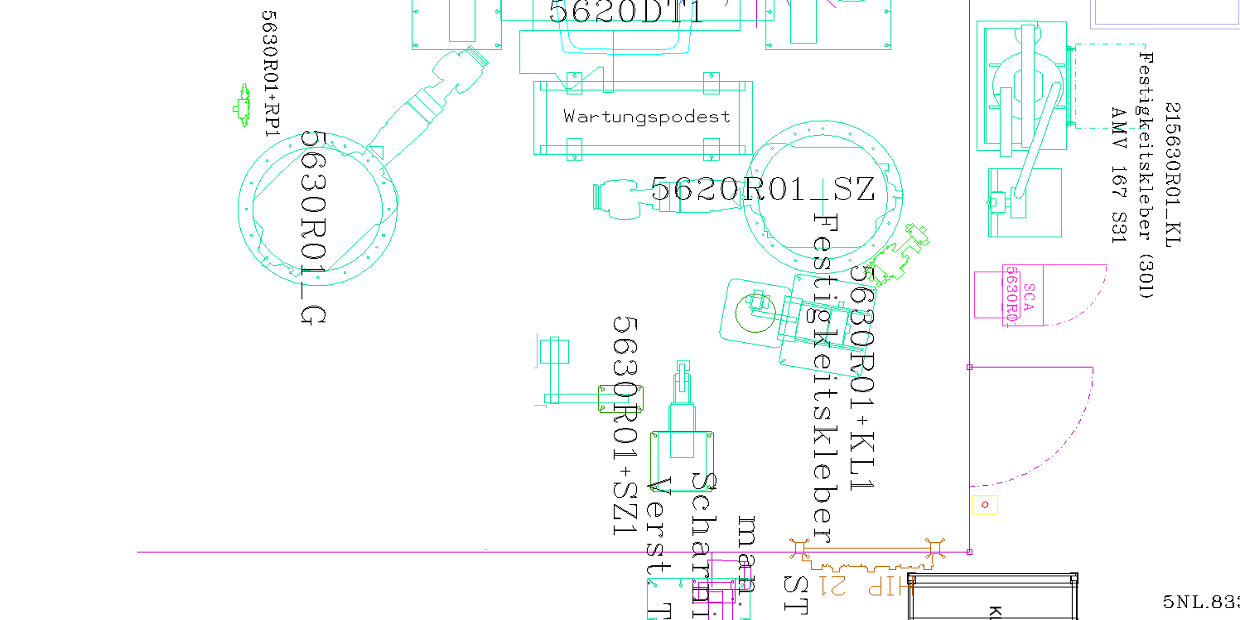 5620DT1
5630R01+RP1
Wartungspodest
5630R01_G
5620R01_SZ
215630R01_KL
Festigkeitskleber (301)
AMV 167 S31
SCA
5630R0
5630R01+KL1
Festigkeitskleber
5630R01+SZ1
Verst T
Scharni
man
ST
HIP 21
5NL.833